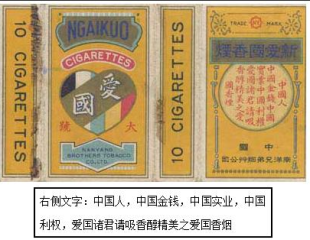 10 CIGARETTES
NGAIKUO
CIGARETTES
愛
國
大
號
NANYANG
BROTHERS TOBACCO
CO., LTD.
10 CIGARETTES
TRADE MARK
新愛國香煙
中國人
中國金錢中國
實業中國利權
愛國諸君請吸
香醇精美之愛
國香煙
中國
南洋兄弟煙艸公司
右侧文字：中国人，中国金钱，中国实业，中国
利权，爱国诸君请吸香醇精美之爱国香烟